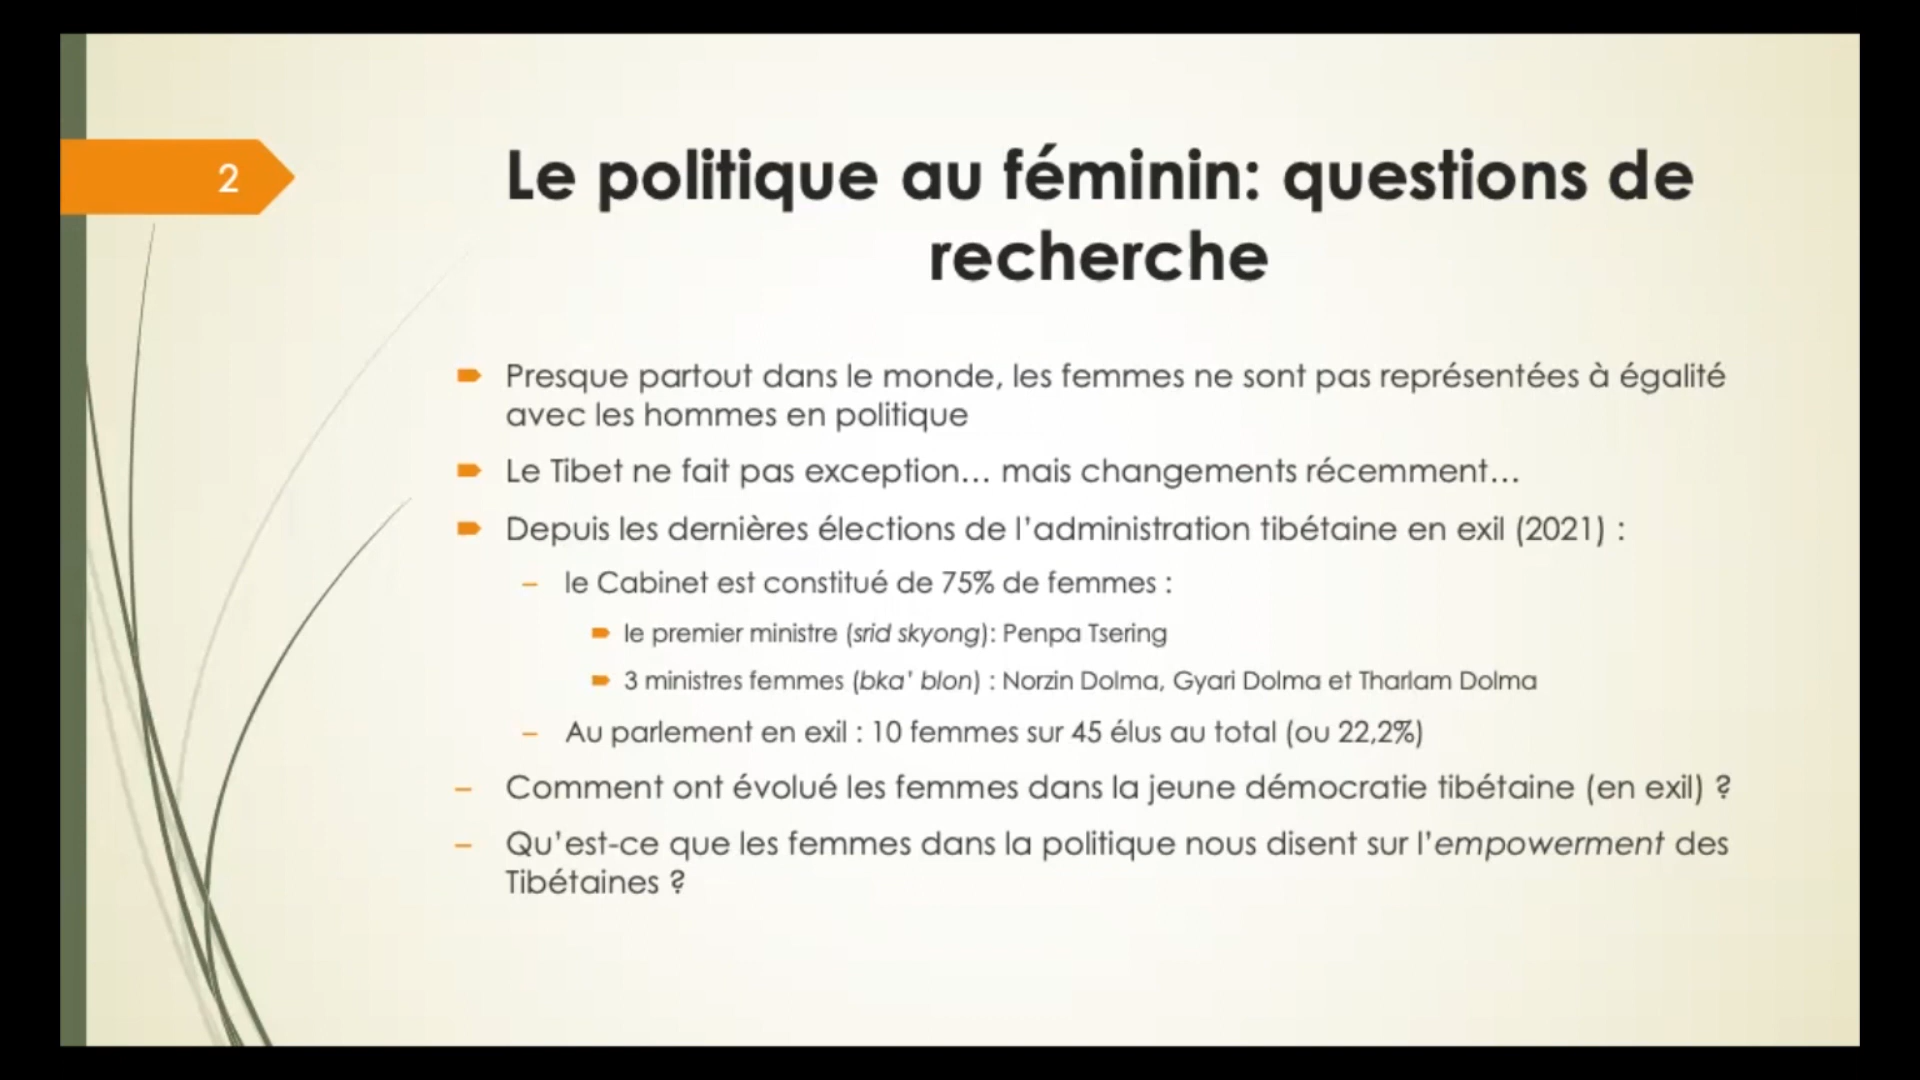 2
Le politique au féminin: questions de
recherche
Presque partout dans le monde, les femmes ne sont pas représentées à égalité
avec les hommes en politique
Le Tibet ne fait pas exception… mais changements récemment…
Depuis les dernières élections de l’administration tibétaine en exil (2021) :
– le Cabinet est constitué de 75% de femmes :
le premier ministre (srid skyong): Penpa Tsering
3 ministres femmes (bka’ blon) : Norzin Dolma, Gyari Dolma et Tharlam Dolma
– Au parlement en exil : 10 femmes sur 45 élus au total (ou 22,2%)
– Comment ont évolué les femmes dans la jeune démocratie tibétaine (en exil) ?
– Qu’est-ce que les femmes dans la politique nous disent sur l’empowerment des
Tibétaines ?